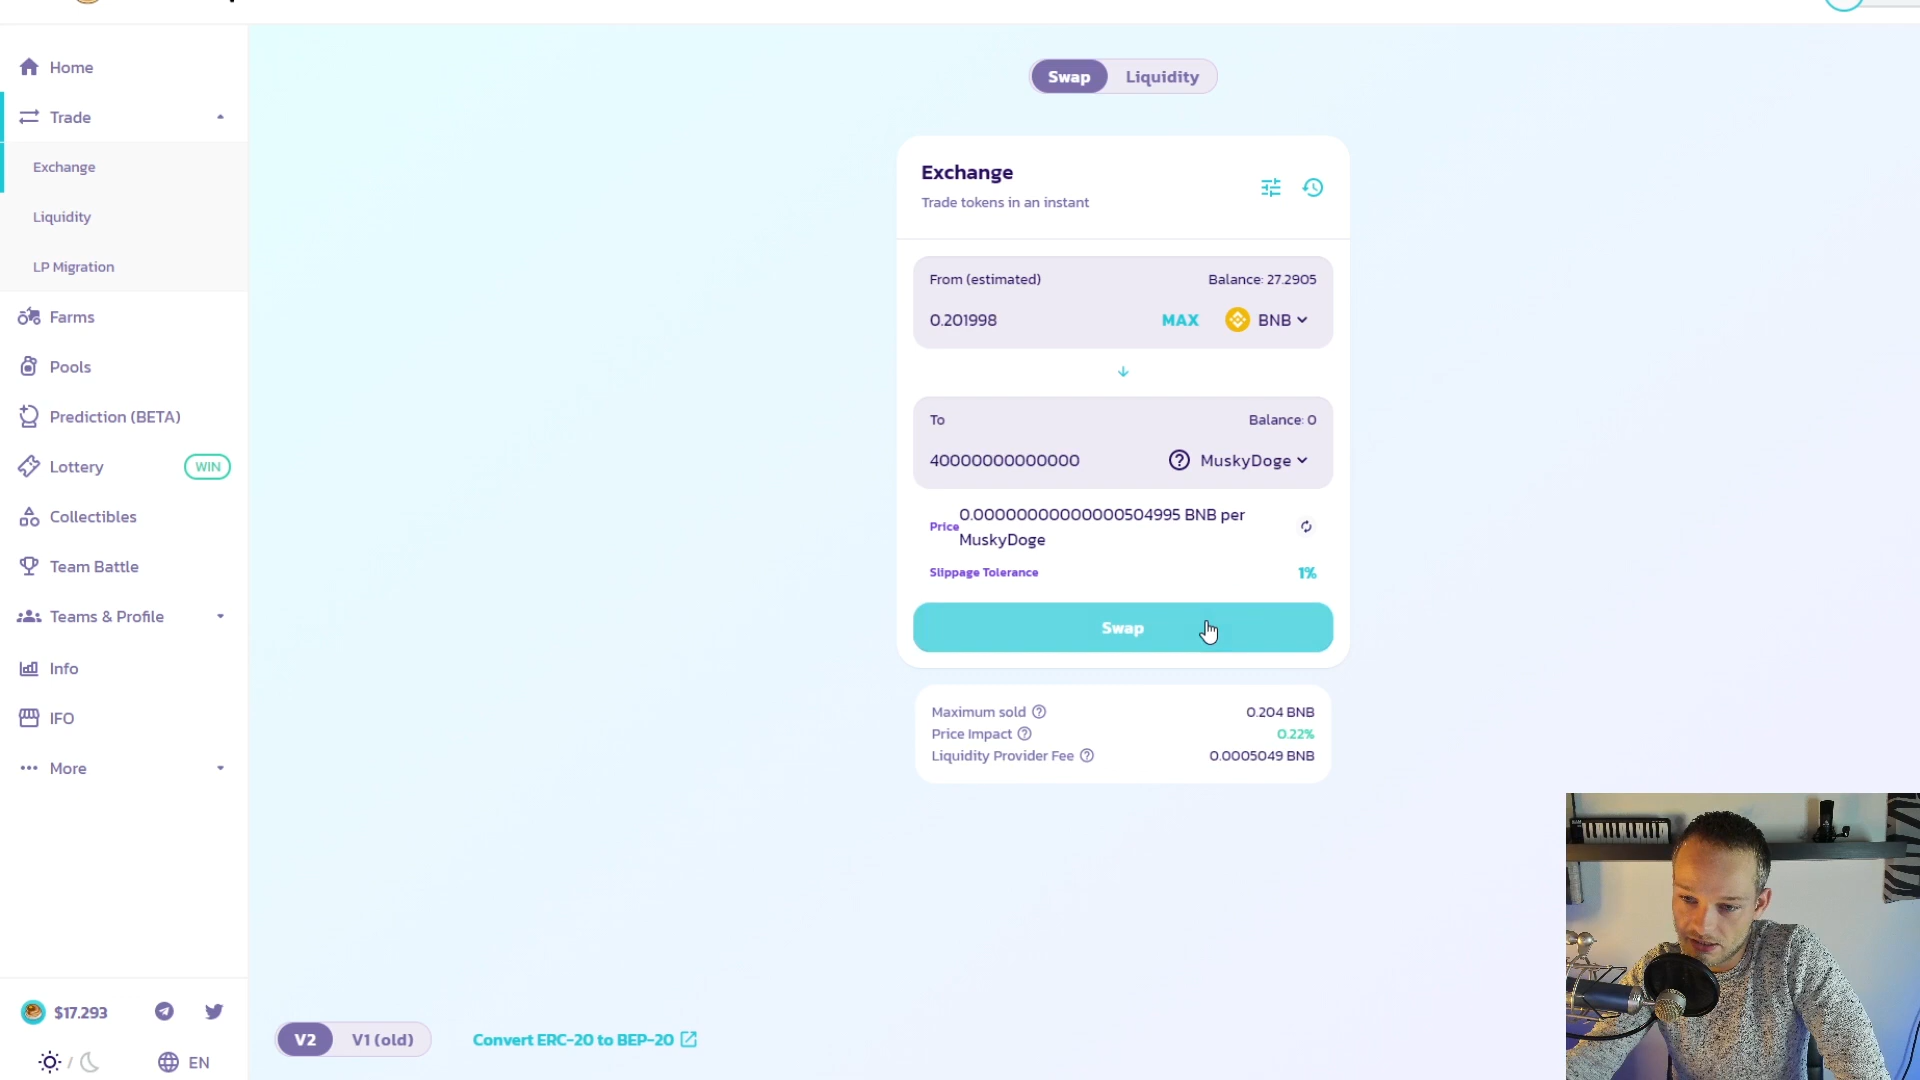 Home
Trade
Exchange
Liquidity
LP Migration
Farms
Pools
Prediction (BETA)
Lottery WIN
Collectibles
Team Battle
Teams & Profile
Info
IFO
More
$17.293
EN
Swap Liquidity
Exchange
Trade tokens in an instant
From (estimated) Balance: 27.2905
0.201998 MAX BNB
To Balance: 0
40000000000000 MuskyDoge
Price 0.00000000000000504995 BNB per
MuskyDoge
Slippage Tolerance 1%
Swap
Maximum sold 0.204 BNB
Price Impact 0.22%
Liquidity Provider Fee 0.0005049 BNB
V2 V1 (old) Convert ERC-20 to BEP-20